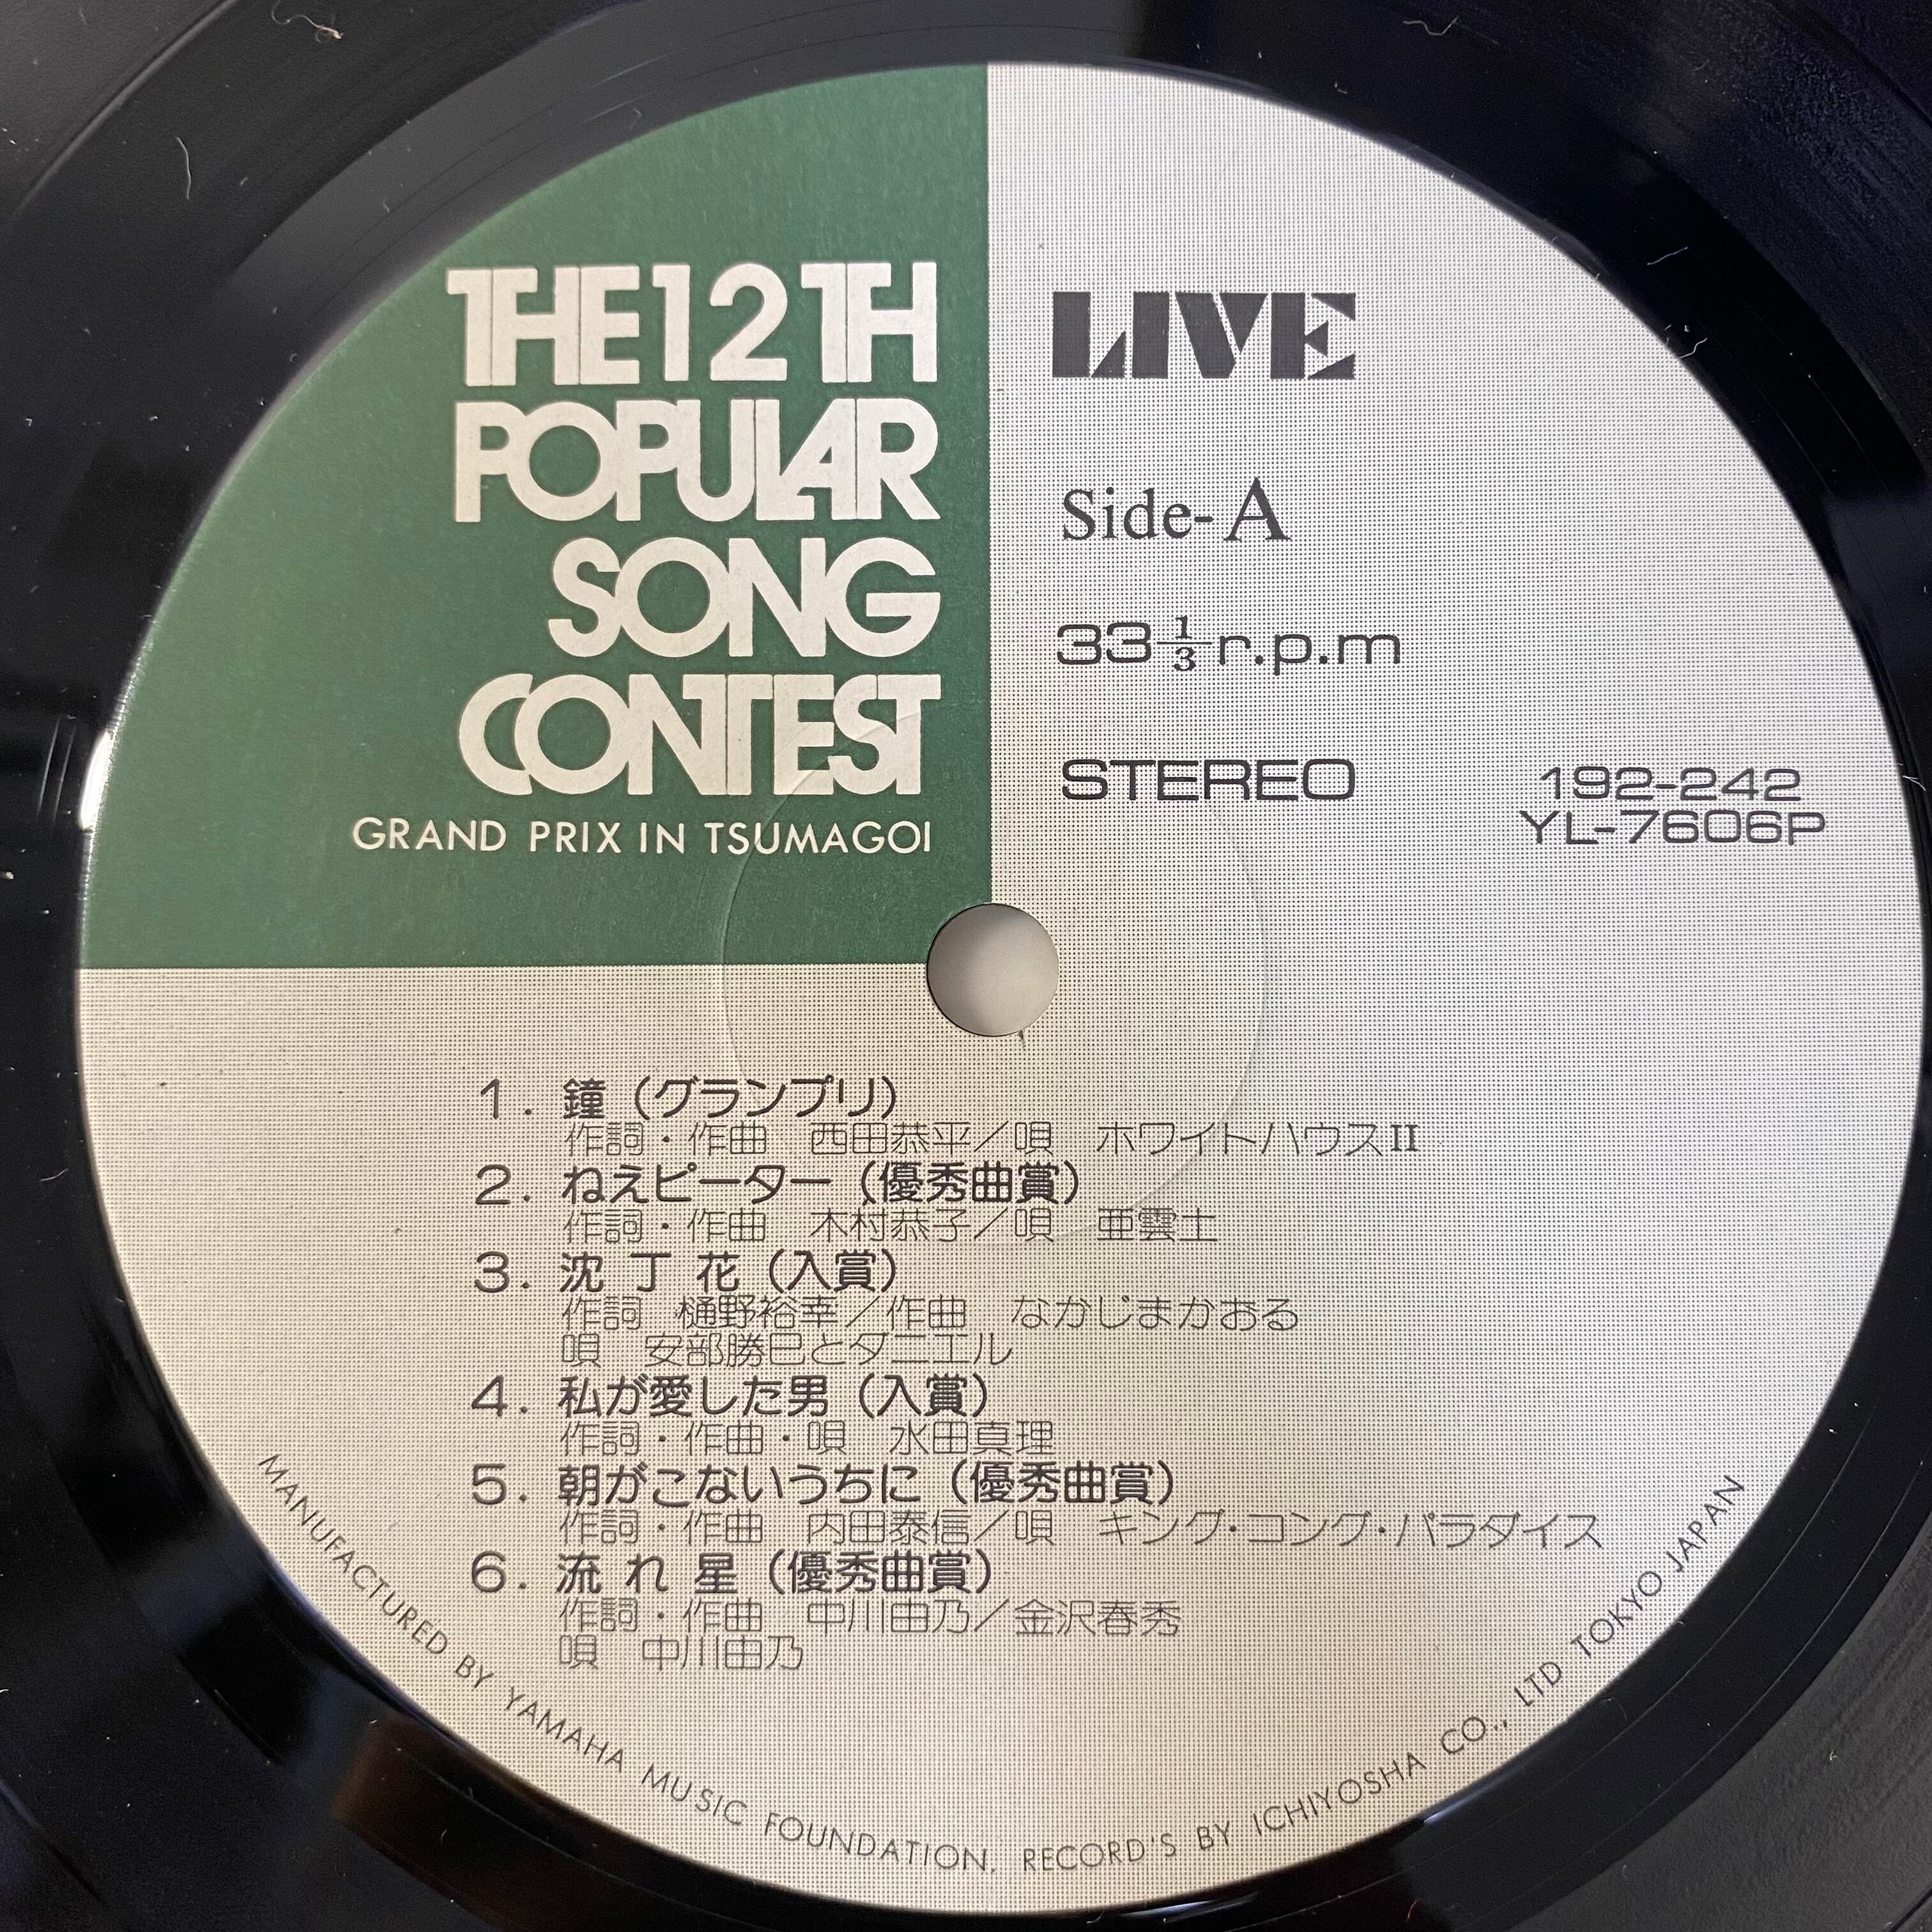 THE 12TH
POPULAR
SONG
CONTEST
GRAND PRIX IN TSUMAGOI
LIVE
Side-A
33 1/3 r.p.m
STEREO
192-242
YL-7606P
1. 鐘（グランプリ）
作詞・作曲　西田恭平／唄　ホワイトハウスII
2. ねえピーター（優秀曲賞）
作詞・作曲　木村恭子／唄　亜雲士
3. 沈丁花（入賞）
作詞　樋野裕幸／作曲　なかじまかおる
唄　安部勝巳とダニエル
4. 私が愛した男（入賞）
作詞・作曲・唄　水田真理
5. 朝がこないうちに（優秀曲賞）
作詞・作曲　内田泰信／唄　キング・コング・パラダイス
6. 流れ星（優秀曲賞）
作詞・作曲　中川由乃／金沢春秀
唄　中川由乃
MANUFACTURED BY YAMAHA MUSIC FOUNDATION. RECORD'S BY ICHIYOSHA CO., LTD TOKYO JAPAN